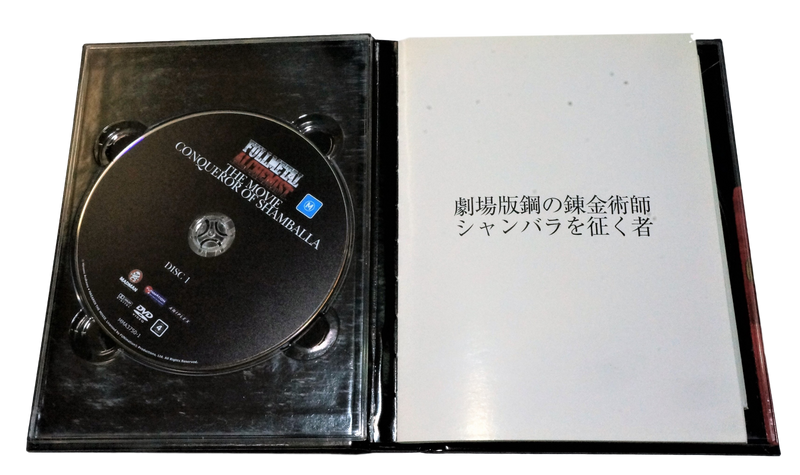 FULLMETAL
ALCHEMIST
THE MOVIE
CONQUEROR OF SHAMBALLA
M
DISC 1
MADMAN
DVD
4
劇場版鋼の錬金術師
シャンバラを征く者